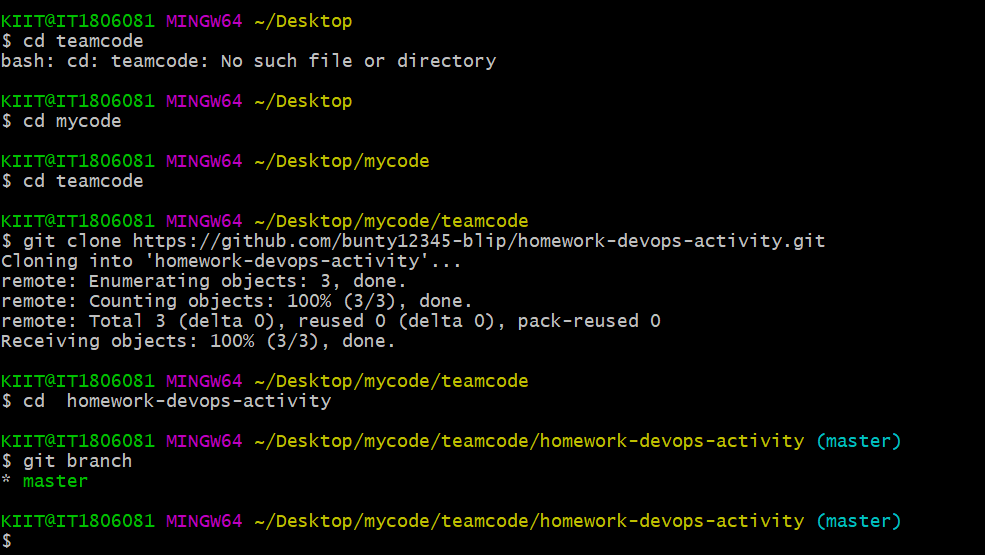 KIIT@IT1806081 MINGW64 ~/Desktop
$ cd teamcode
bash: cd: teamcode: No such file or directory
KIIT@IT1806081 MINGW64 ~/Desktop
$ cd mycode
KIIT@IT1806081 MINGW64 ~/Desktop/mycode
$ cd teamcode
KIIT@IT1806081 MINGW64 ~/Desktop/mycode/teamcode
$ git clone https://github.com/bunty12345-blip/homework-devops-activity.git
Cloning into 'homework-devops-activity'...
remote: Enumerating objects: 3, done.
remote: Counting objects: 100% (3/3), done.
remote: Total 3 (delta 0), reused 0 (delta 0), pack-reused 0
Receiving objects: 100% (3/3), done.
KIIT@IT1806081 MINGW64 ~/Desktop/mycode/teamcode
$ cd  homework-devops-activity
KIIT@IT1806081 MINGW64 ~/Desktop/mycode/teamcode/homework-devops-activity (master)
$ git branch
* master
KIIT@IT1806081 MINGW64 ~/Desktop/mycode/teamcode/homework-devops-activity (master)
$